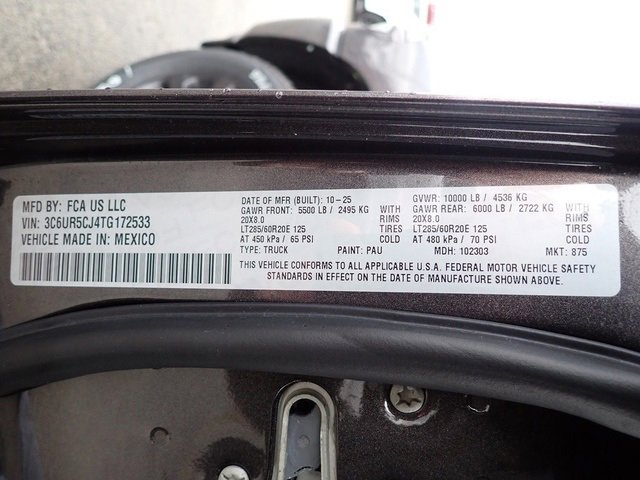 MFD BY: FCA US LLC
VIN: 3C6UR5CJ4TG172533
VEHICLE MADE IN: MEXICO
DATE OF MFR (BUILT): 10-25
GVWR: 10000 LB / 4536 KG
GAWR FRONT: 5500 LB / 2495 KG WITH
GAWR REAR: 6000 LB / 2722 KG WITH
20X8.0 RIMS
20X8.0 RIMS
LT285/60R20E 125 TIRES
LT285/60R20E 125 TIRES
AT 450 kPa / 65 PSI COLD
AT 480 kPa / 70 PSI COLD
TYPE: TRUCK PAINT: PAU MDH: 102303 MKT: 875
THIS VEHICLE CONFORMS TO ALL APPLICABLE U.S.A. FEDERAL MOTOR VEHICLE SAFETY
STANDARDS IN EFFECT ON THE DATE OF MANUFACTURE SHOWN ABOVE.